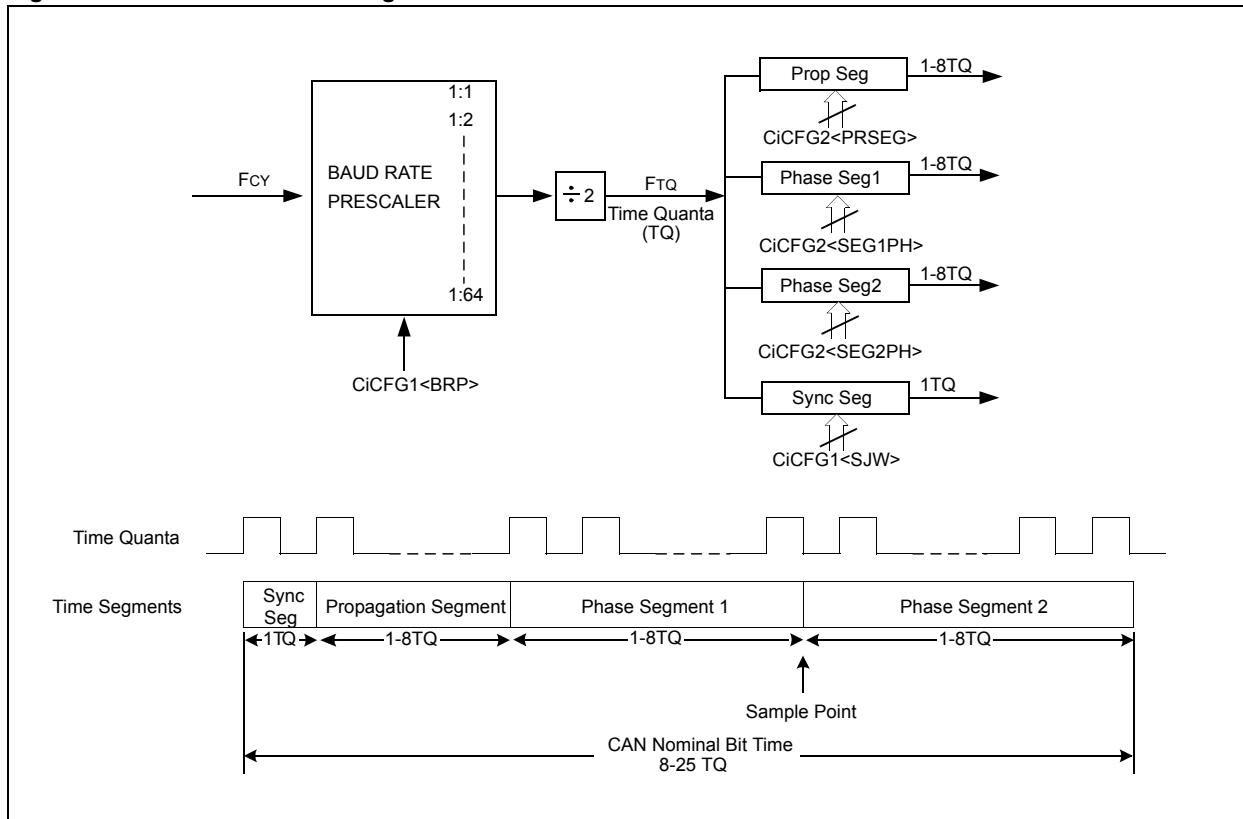 1:1
1:2
1:64
BAUD RATE
PRESCALER
FCY
CiCFG1<BRP>
÷ 2
FTQ
Time Quanta
(TQ)
Prop Seg
1-8TQ
CiCFG2<PRSEG>
Phase Seg1
1-8TQ
CiCFG2<SEG1PH>
Phase Seg2
1-8TQ
CiCFG2<SEG2PH>
Sync Seg
1TQ
CiCFG1<SJW>
Time Quanta
Time Segments
Sync
Seg
Propagation Segment
Phase Segment 1
Phase Segment 2
1TQ
1-8TQ
1-8TQ
1-8TQ
Sample Point
CAN Nominal Bit Time
8-25 TQ